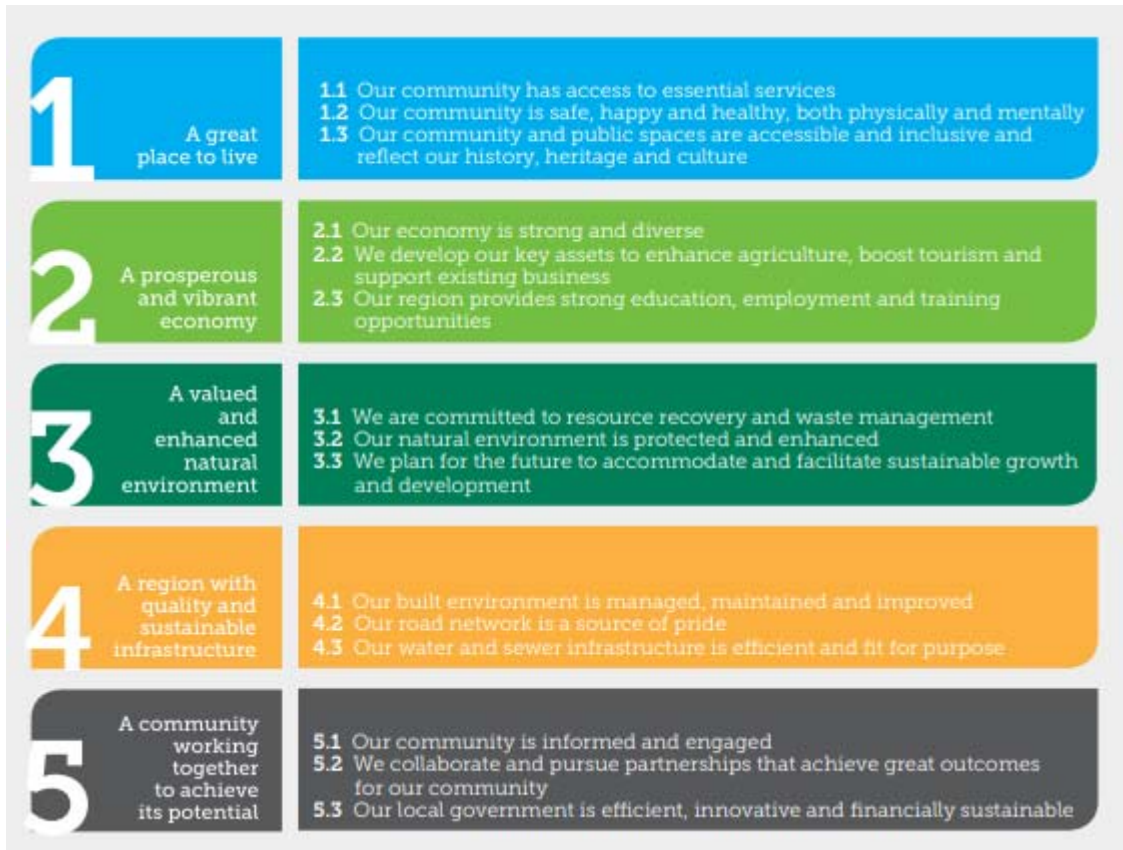 1
A great
place to live
1.1 Our community has access to essential services
1.2 Our community is safe, happy and healthy, both physically and mentally
1.3 Our community and public spaces are accessible and inclusive and
reflect our history, heritage and culture
2
A prosperous
and vibrant
economy
2.1 Our economy is strong and diverse
2.2 We develop our key assets to enhance agriculture, boost tourism and
support existing business
2.3 Our region provides strong education, employment and training
opportunities
3
A valued
and
enhanced
natural
environment
3.1 We are committed to resource recovery and waste management
3.2 Our natural environment is protected and enhanced
3.3 We plan for the future to accommodate and facilitate sustainable growth
and development
4
A region with
quality and
sustainable
infrastructure
4.1 Our built environment is managed, maintained and improved
4.2 Our road network is a source of pride
4.3 Our water and sewer infrastructure is efficient and fit for purpose
5
A community
working
together
to achieve
its potential
5.1 Our community is informed and engaged
5.2 We collaborate and pursue partnerships that achieve great outcomes
for our community
5.3 Our local government is efficient, innovative and financially sustainable